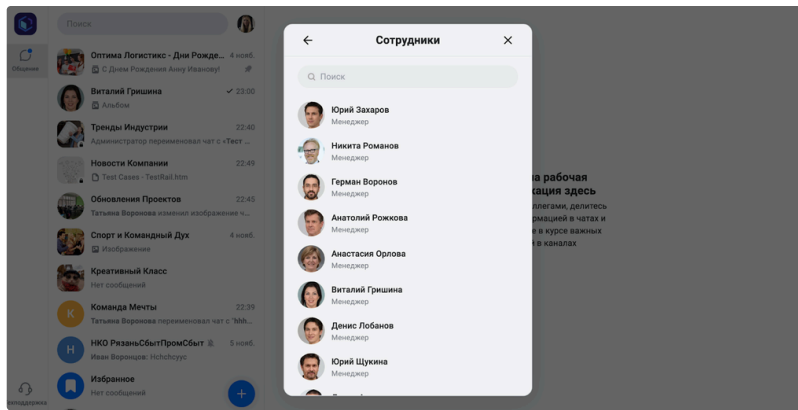 Поиск
Общение
Оптима Логистикс - Дни Рожде... 4 нояб.
С Днем Рождения Анну Иванову!
Виталий Гришина 23:00
Альбом
Тренды Индустрии 22:40
Администратор переименовал чат с «Тест ...
Новости Компании 22:49
Test Cases - TestRail.htm
Обновления Проектов 22:45
Татьяна Воронова изменил изображение ч...
Спорт и Командный Дух 4 нояб.
Изображение
Креативный Класс
Нет сообщений
К
Команда Мечты 22:39
Татьяна Воронова переименовал чат с "hhh...
Н
НКО РязаньСбытПромСбыт 5 нояб.
Иван Воронцов: Hchchcyyc
Избранное
Нет сообщений
+
Сотрудники
Поиск
Юрий Захаров
Менеджер
Никита Романов
Менеджер
Герман Воронов
Менеджер
Анатолий Рожкова
Менеджер
Анастасия Орлова
Менеджер
Виталий Гришина
Менеджер
Денис Лобанов
Менеджер
Юрий Щукина
Менеджер
рабочая
кация здесь
ллегами, делитесь
рмацией в чатах и
е в курсе важных
в каналах